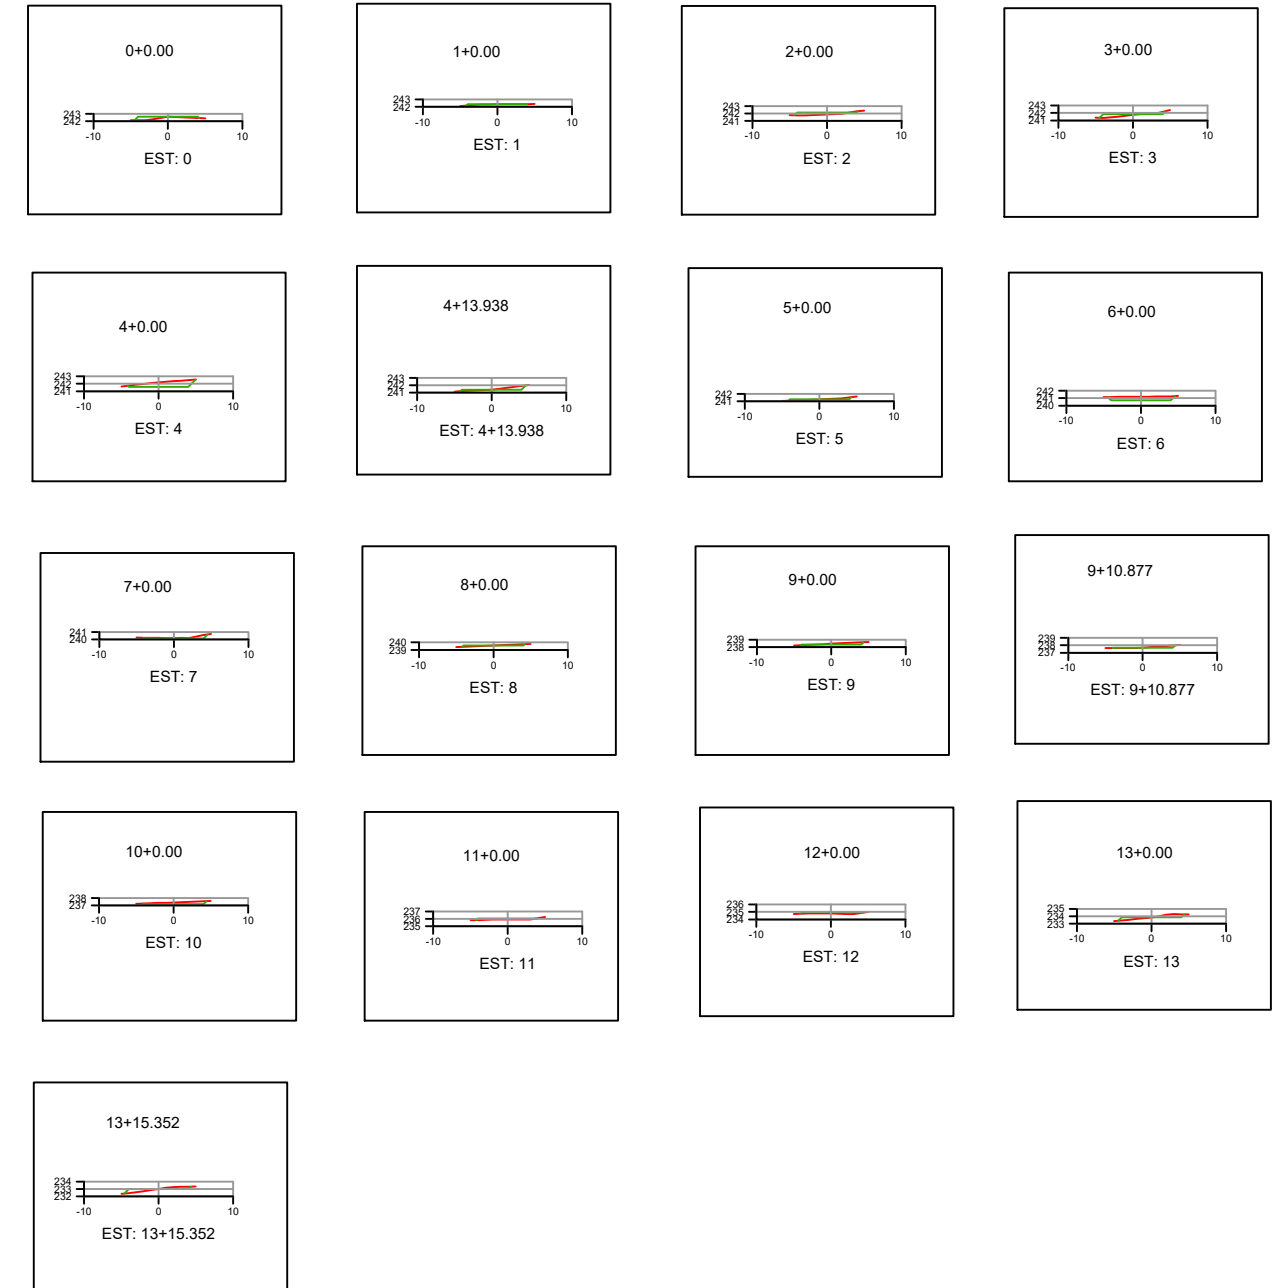 0+0.00
243
242
-10 0 10
EST: 0
1+0.00
243
242
-10 0 10
EST: 1
2+0.00
243
242
241
-10 0 10
EST: 2
3+0.00
243
242
241
-10 0 10
EST: 3
4+0.00
243
242
241
-10 0 10
EST: 4
4+13.938
243
242
241
-10 0 10
EST: 4+13.938
5+0.00
242
241
-10 0 10
EST: 5
6+0.00
242
241
240
-10 0 10
EST: 6
7+0.00
241
240
-10 0 10
EST: 7
8+0.00
240
239
-10 0 10
EST: 8
9+0.00
239
238
-10 0 10
EST: 9
9+10.877
239
238
237
-10 0 10
EST: 9+10.877
10+0.00
238
237
-10 0 10
EST: 10
11+0.00
237
236
235
-10 0 10
EST: 11
12+0.00
236
235
234
-10 0 10
EST: 12
13+0.00
235
234
233
-10 0 10
EST: 13
13+15.352
234
233
232
-10 0 10
EST: 13+15.352